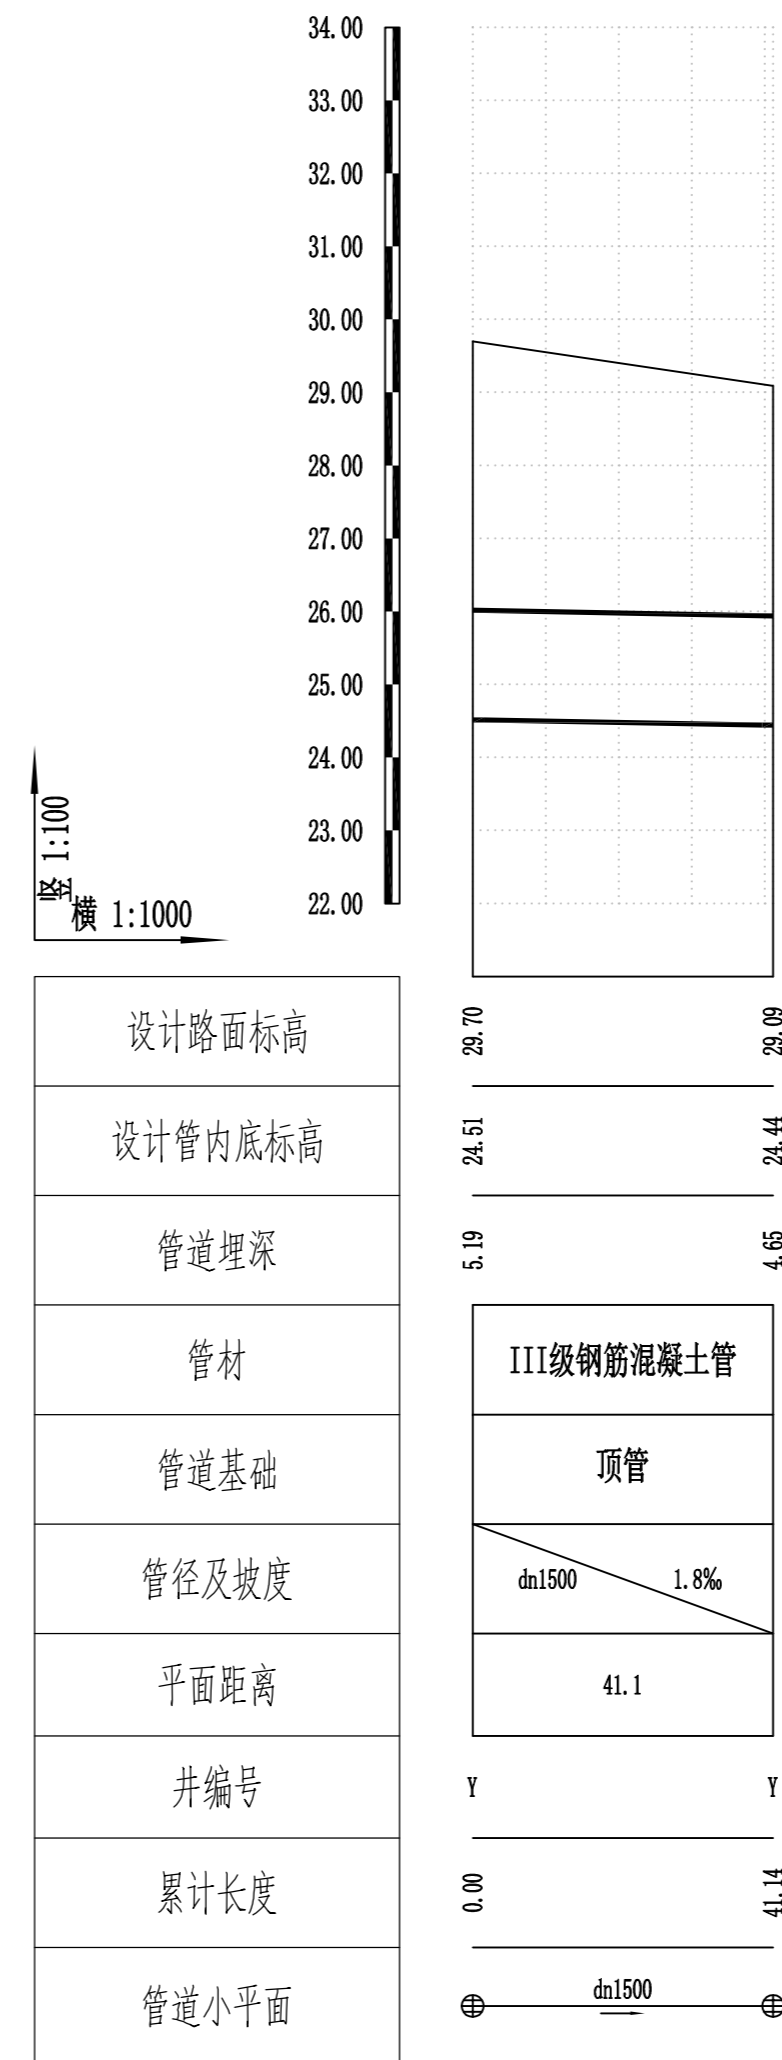 34.00
33.00
32.00
31.00
30.00
29.00
28.00
27.00
26.00
25.00
24.00
23.00
22.00
竖 1:100
横 1:1000
设计路面标高 29.70 29.09
设计管内底标高 24.51 24.44
管道埋深 5.19 4.65
管材 III级钢筋混凝土管
管道基础 顶管
管径及坡度 dn1500 1.8‰
平面距离 41.1
井编号 Y Y
累计长度 0.00 41.14
管道小平面 dn1500